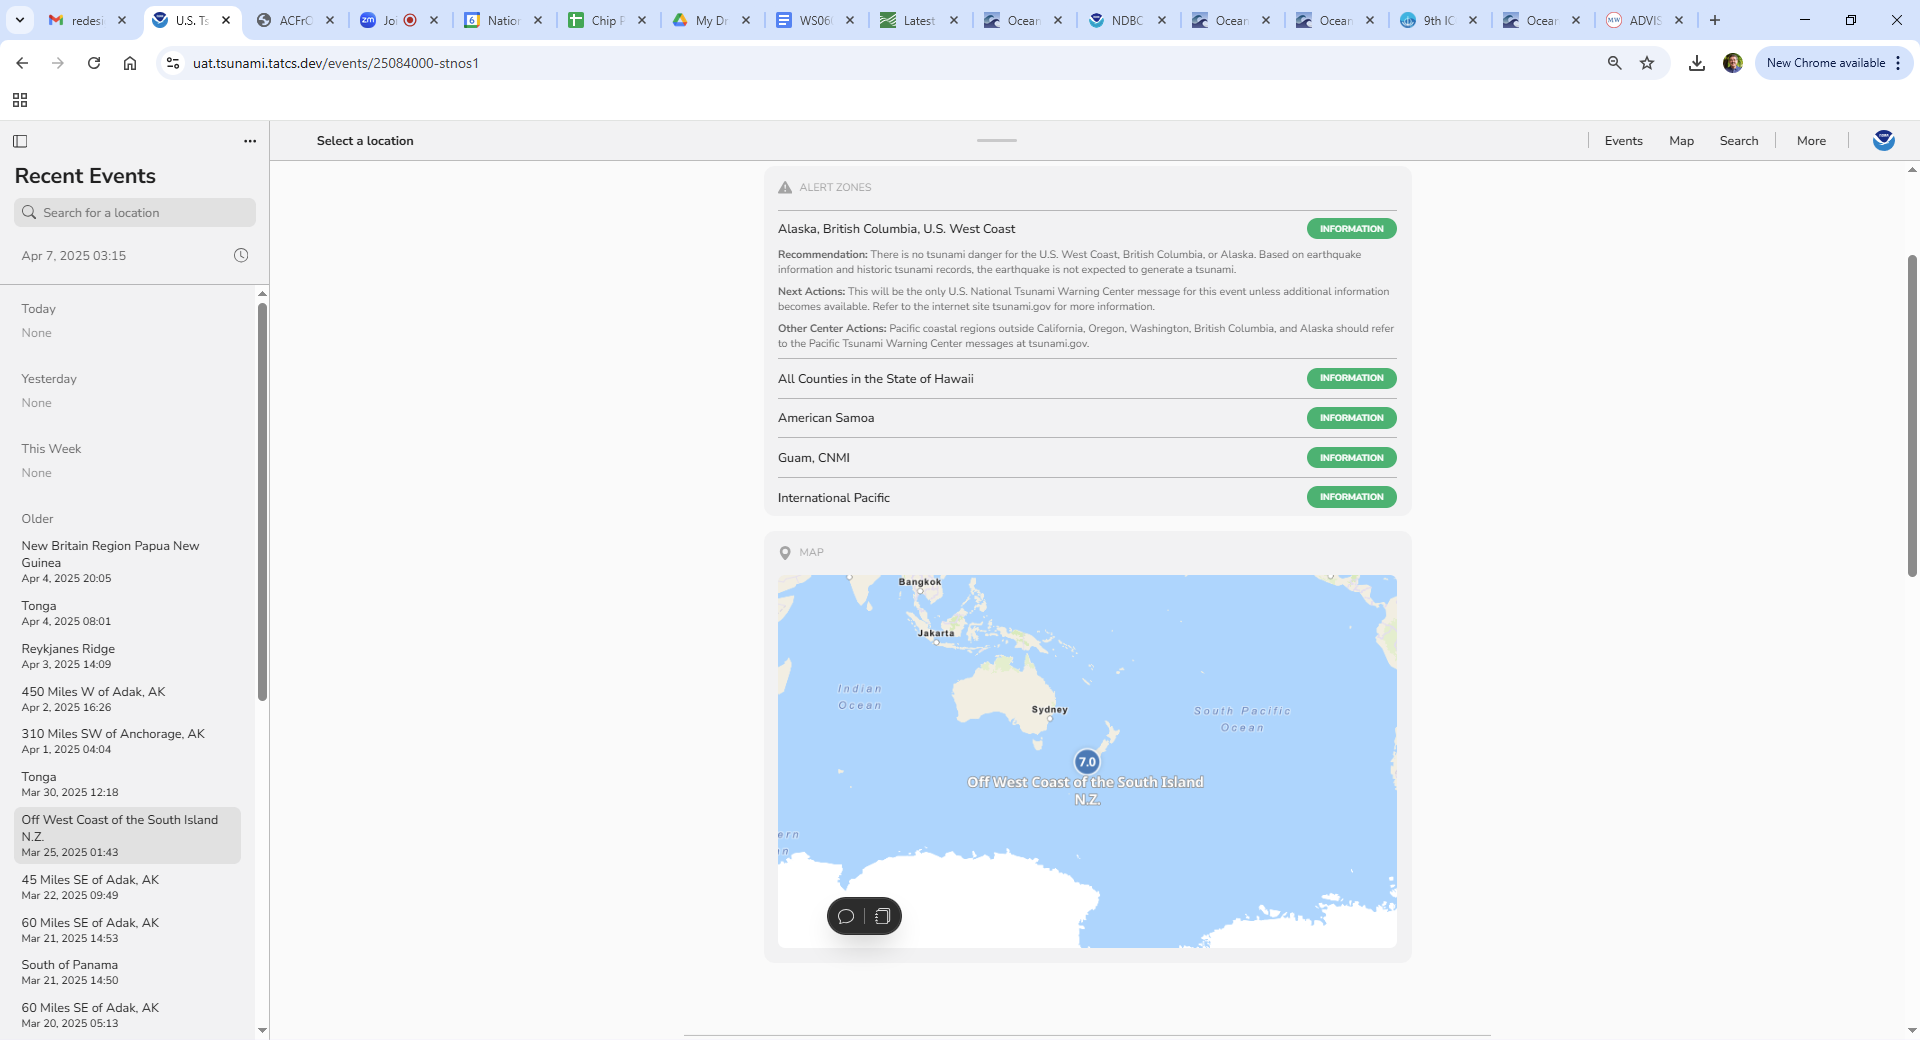 redesi
U.S. Ts
ACFrC
Joi
Nation
Chip F
My Dr
WS06
Latest
Ocean
NDBC
Ocean
Ocean
9th IC
Ocean
ADVIS
uat.tsunami.tatcs.dev/events/25084000-stnos1
New Chrome available
Select a location
Events
Map
Search
More
Recent Events
Search for a location
Apr 7, 2025 03:15
Today
None
Yesterday
None
This Week
None
Older
New Britain Region Papua New
Guinea
Apr 4, 2025 20:05
Tonga
Apr 4, 2025 08:01
Reykjanes Ridge
Apr 3, 2025 14:09
450 Miles W of Adak, AK
Apr 2, 2025 16:26
310 Miles SW of Anchorage, AK
Apr 1, 2025 04:04
Tonga
Mar 30, 2025 12:18
Off West Coast of the South Island
N.Z.
Mar 25, 2025 01:43
45 Miles SE of Adak, AK
Mar 22, 2025 09:49
60 Miles SE of Adak, AK
Mar 21, 2025 14:53
South of Panama
Mar 21, 2025 14:50
60 Miles SE of Adak, AK
Mar 20, 2025 05:13
ALERT ZONES
Alaska, British Columbia, U.S. West Coast
INFORMATION
Recommendation: There is no tsunami danger for the U.S. West Coast, British Columbia, or Alaska. Based on earthquake
information and historic tsunami records, the earthquake is not expected to generate a tsunami.
Next Actions: This will be the only U.S. National Tsunami Warning Center message for this event unless additional information
becomes available. Refer to the internet site tsunami.gov for more information.
Other Center Actions: Pacific coastal regions outside California, Oregon, Washington, British Columbia, and Alaska should refer
to the Pacific Tsunami Warning Center messages at tsunami.gov.
All Counties in the State of Hawaii
INFORMATION
American Samoa
INFORMATION
Guam, CNMI
INFORMATION
International Pacific
INFORMATION
MAP
Bangkok
Jakarta
Indian
Ocean
Sydney
South Pacific
Ocean
7.0
Off West Coast of the South Island
N.Z.
ern
n